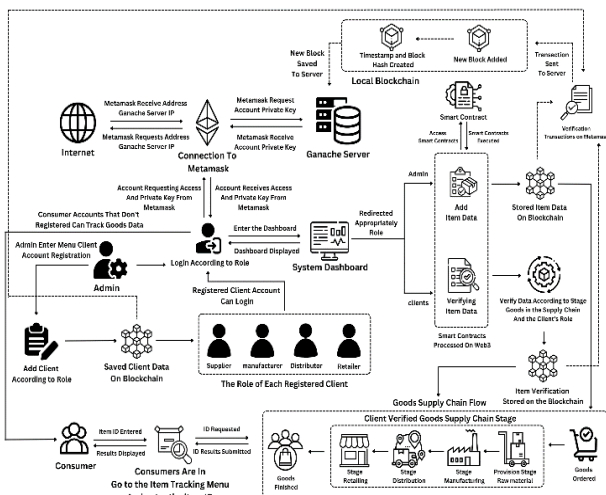 New Block
Saved
To Server
Timestamp and Block
Hash Created
New Block Added
Transaction
Sent
To Server
Local Blockchain
Metamask Receive Address
Ganache Server IP
Metamask Requests Address
Ganache Server IP
Metamask Request
Account Private Key
Metamask Receive
Account Private Key
Smart Contract
Verification
Transactions on Metamask
Internet
Connection To
Metamask
Ganache Server
Access
Smart Contracts
Smart Contracts
Executed
Account Requesting Access
And Private Key From
Metamask
Account Receives Access
And Private Key From
Metamask
Admin
Add
Item Data
Stored Item Data
On Blockchain
Consumer Accounts That Don't
Registered Can Track Goods Data
Enter the Dashboard
Dashboard Displayed
Redirected
Appropriately
Role
Admin Enter Menu Client
Account Registration
Login According to Role
System Dashboard
Admin
Registered Client Account
Can Login
clients
Verifying
Item Data
Verify Data According to Stage
Goods in the Supply Chain
And the Client's Role
Add Client
According to Role
Saved Client Data
On Blockchain
Supplier
manufacturer
Distributor
Retailer
Smart Contracts
Processed On Web3
The Role of Each Registered Client
Item Verification
Stored on the Blockchain
Goods Supply Chain Flow
Client Verified Goods Supply Chain Stage
Item ID Entered
Results Displayed
ID Requested
ID Results Submitted
Consumer
Consumers Are In
Go to the Item Tracking Menu
Goods
Finished
Stage
Retailing
Stage
Distribution
Stage
Manufacturing
Provision Stage
Raw material
Goods
Ordered